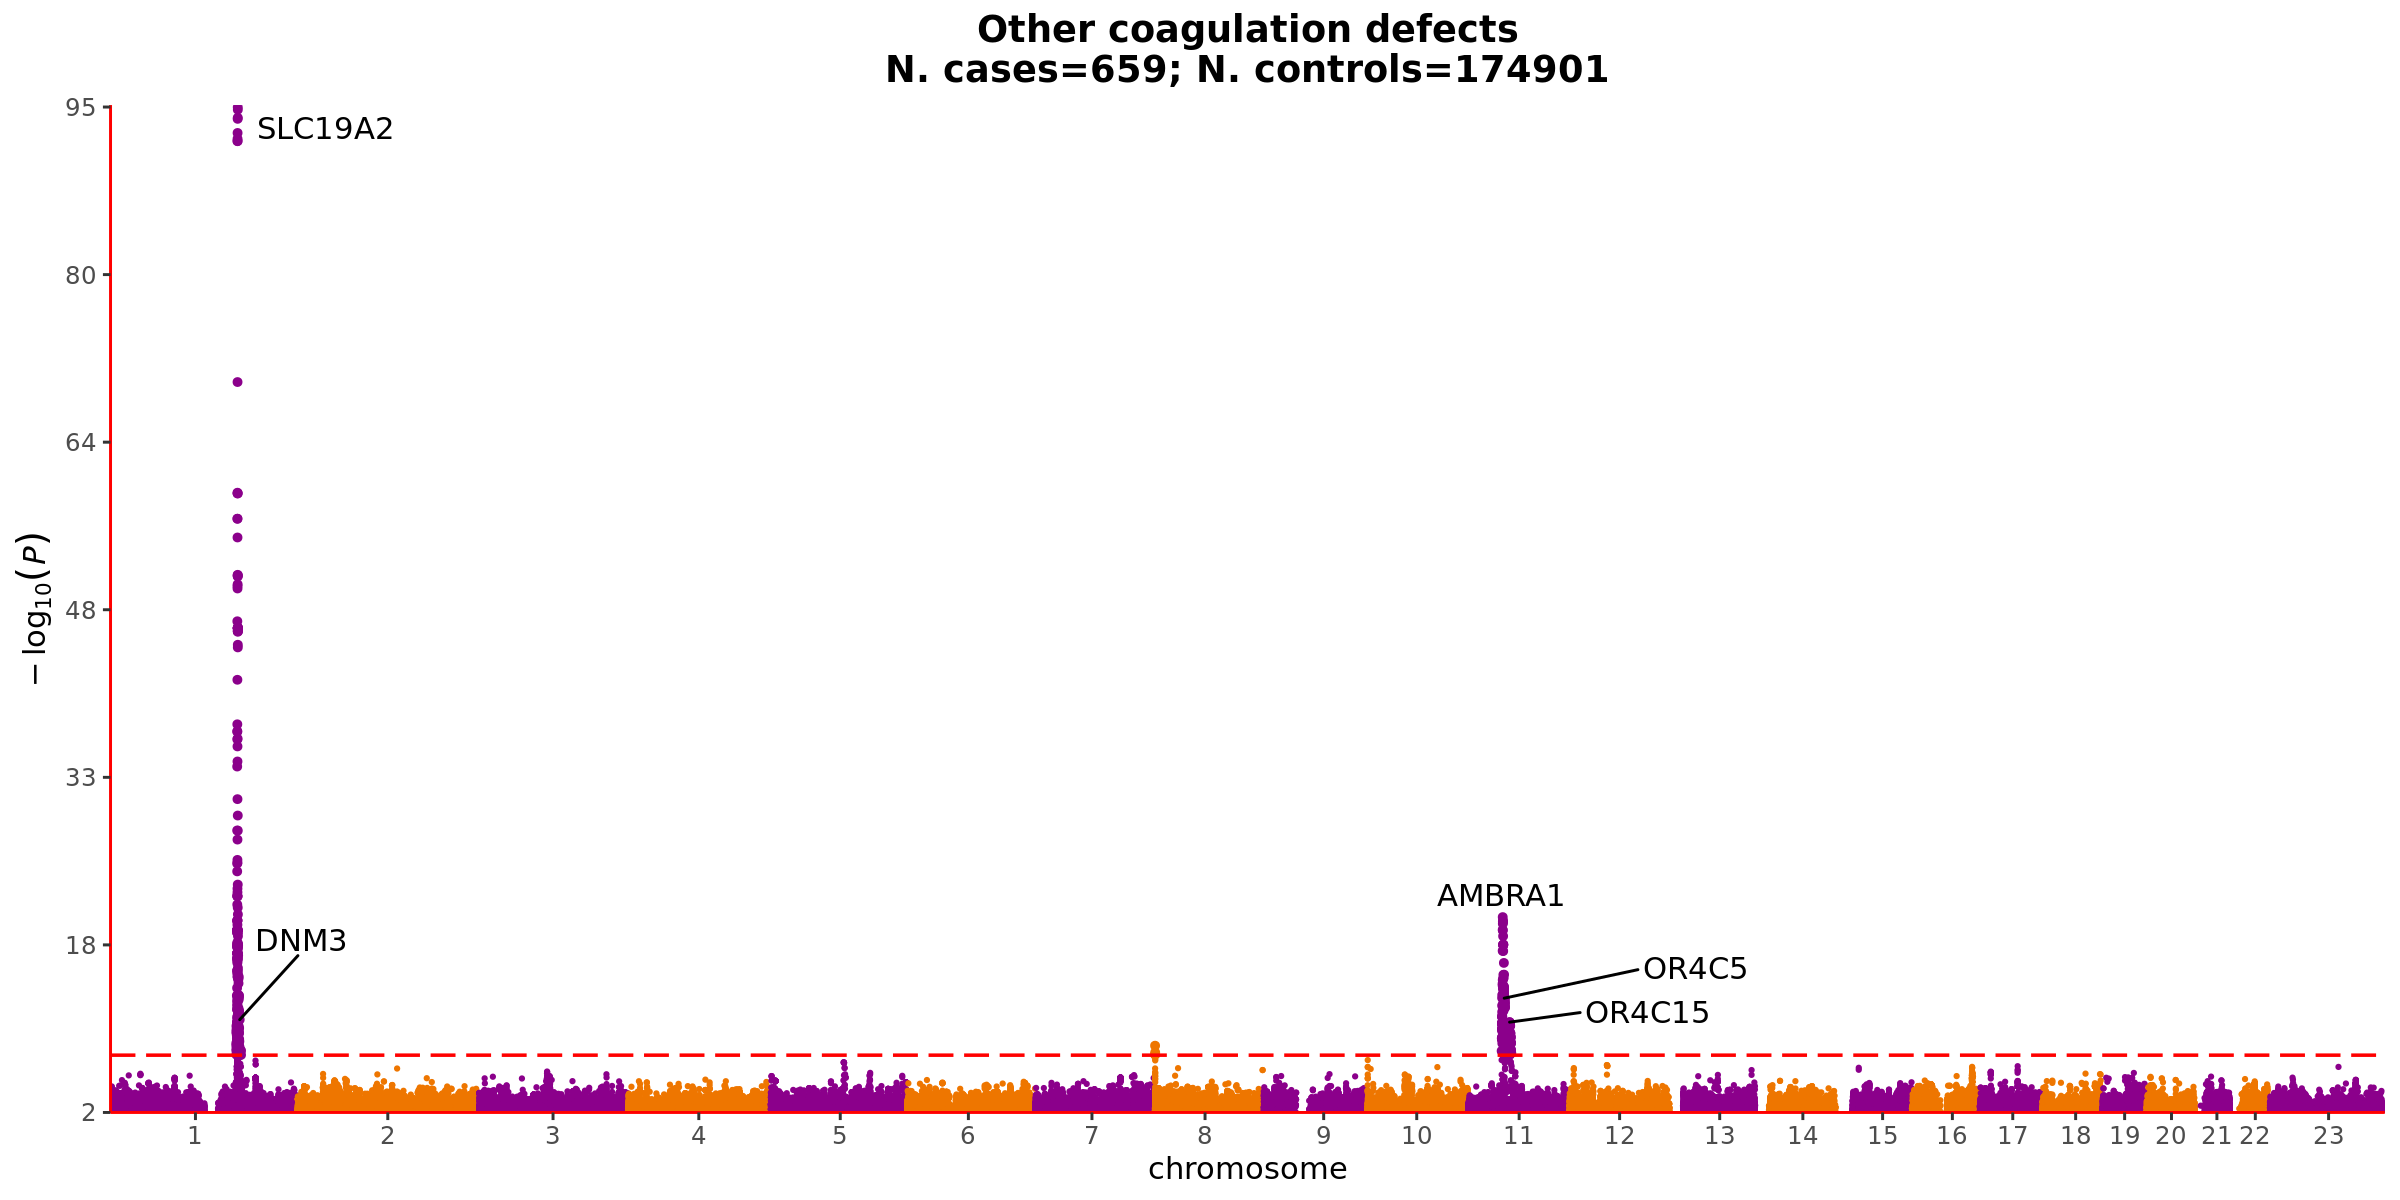 Other coagulation defects
N. cases=659; N. controls=174901
95
80
64
48
33
18
2
−log10(P)
SLC19A2
DNM3
AMBRA1
OR4C5
OR4C15
1 2 3 4 5 6 7 8 9 10 11 12 13 14 15 16 17 18 19 20 21 22 23
chromosome